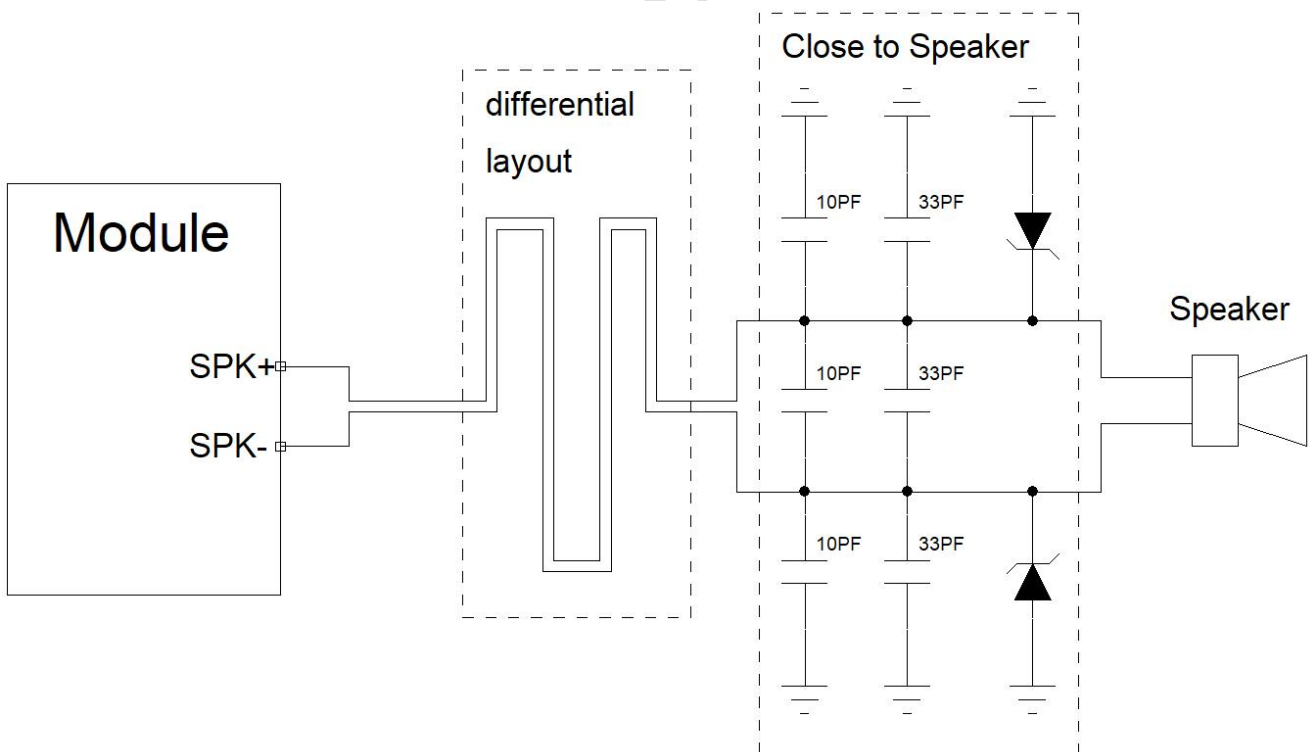 Close to Speaker
differential
layout
Module
10PF
33PF
Speaker
SPK+
10PF
33PF
SPK-
10PF
33PF